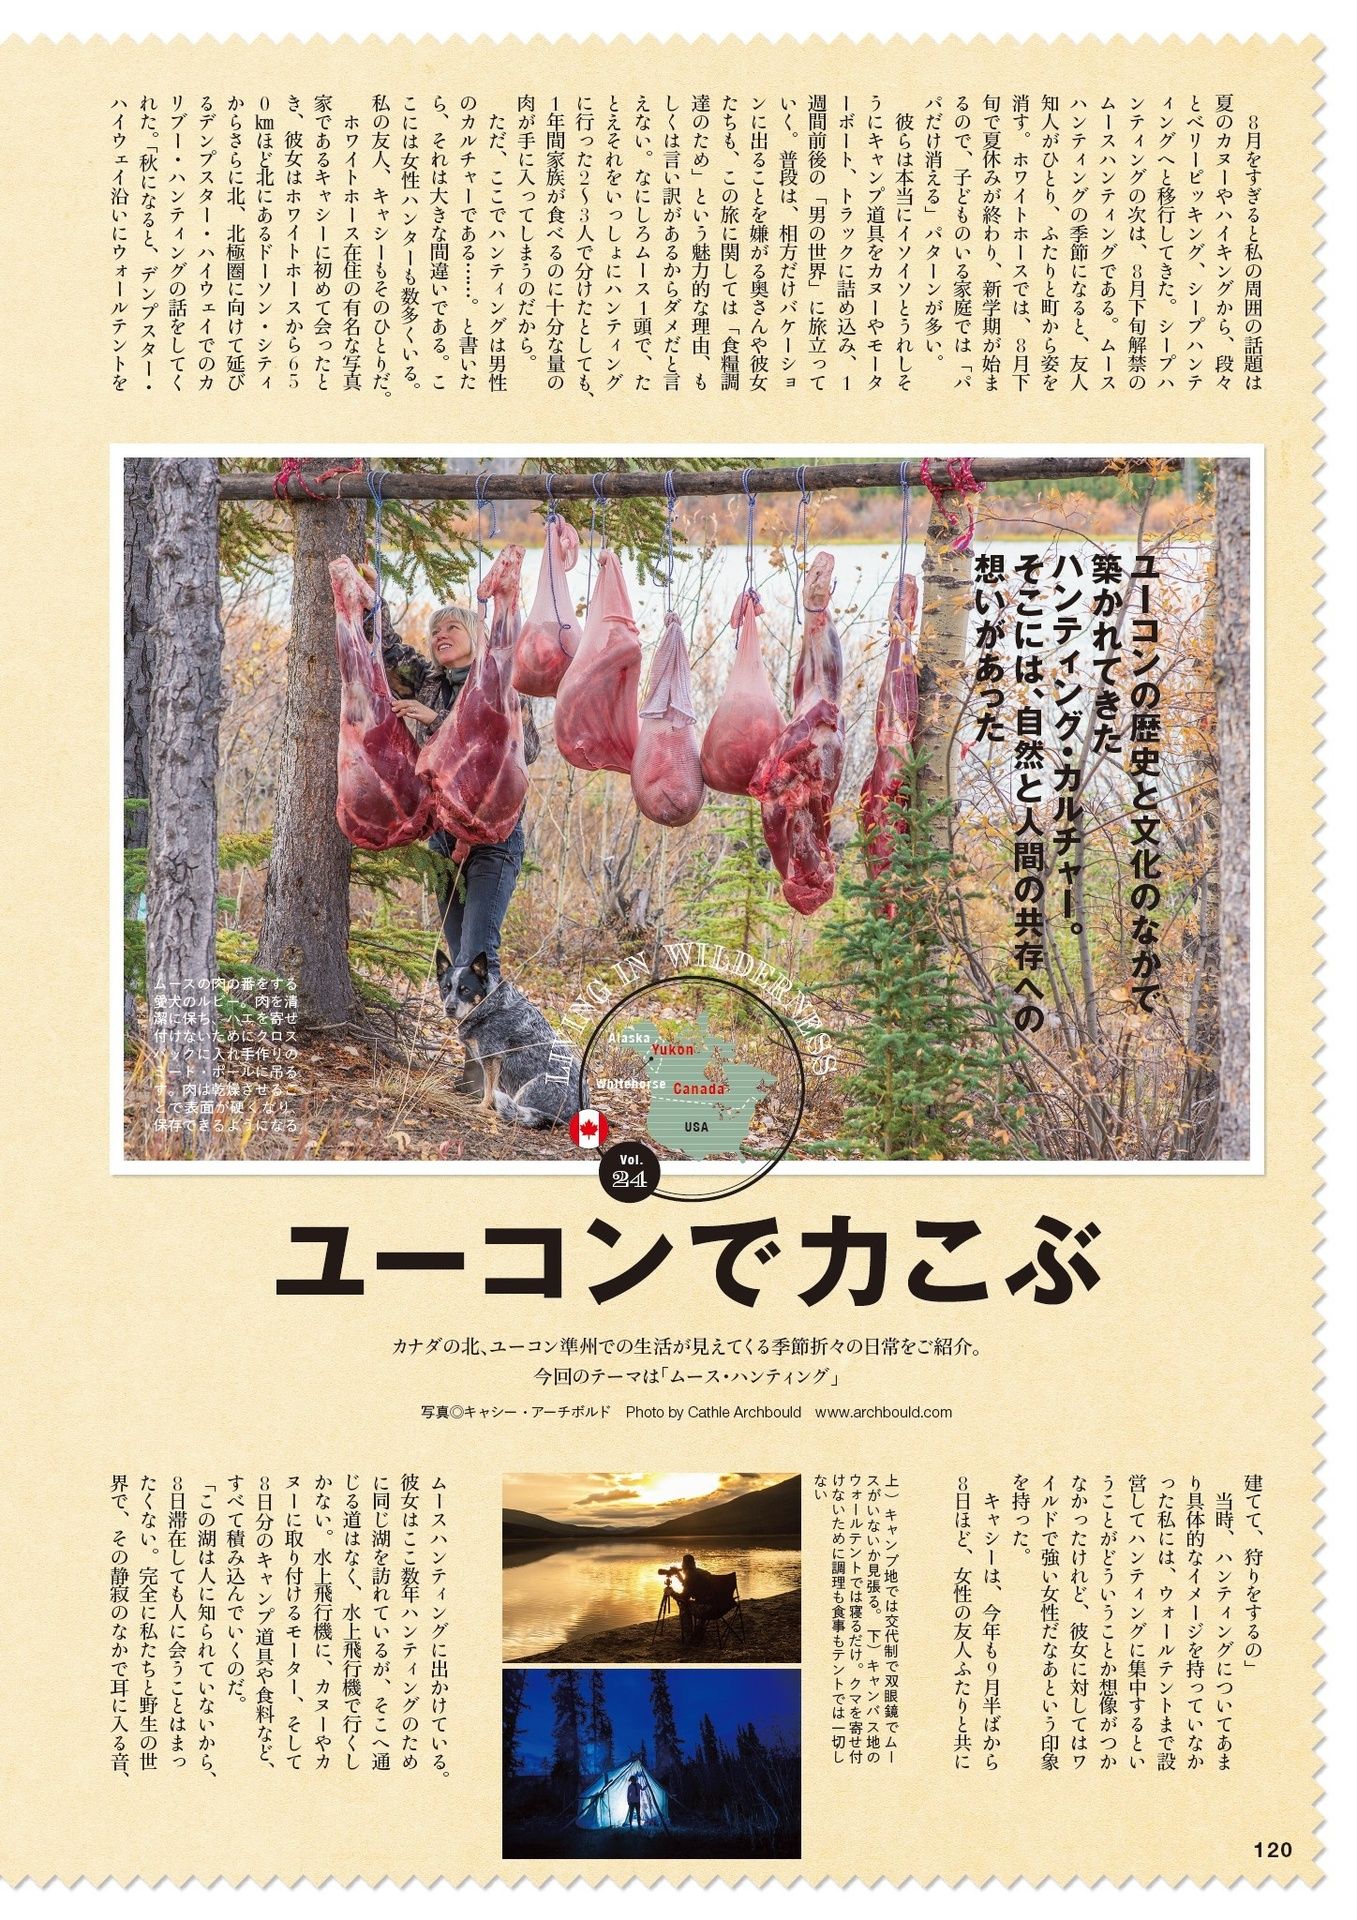 8月をすぎると私の周囲の話題は
夏のカヌーやハイキングから、段々
とベリーピッキング、シープハンテ
ィングへと移行してきた。シープハ
ンティングの次は、8月下旬解禁の
ムースハンティングである。ムース
ハンティングの季節になると、友人
知人がひとり、ふたりと町から姿を
消す。ホワイトホースでは、8月下
旬で夏休みが終わり、新学期が始ま
るので、子どものいる家庭では「パ
パだけ消える」パターンが多い。
彼らは本当にイソイソとうれしそ
うにキャンプ道具をカヌーやモータ
ーボート、トラックに詰め込み、1
週間前後の「男の世界」に旅立って
いく。普段は、相方だけバケーショ
ンに出ることを嫌がる奥さんや彼女
たちも、この旅に関しては「食糧調
達のため」という魅力的な理由、も
しくは言い訳があるからダメだと言
えない。なにしろムース1頭で、た
とえそれをいっしょにハンティング
に行った2〜3人で分けたとしても、
1年間家族が食べるのに十分な量の
肉が手に入ってしまうのだから。
ただ、ここでハンティングは男性
のカルチャーである……。と書いた
ら、それは大きな間違いである。こ
こには女性ハンターも数多くいる。
私の友人、キャシーもそのひとりだ。
ホワイトホース在住の有名な写真
家であるキャシーに初めて会ったと
き、彼女はホワイトホースから65
0kmほど北にあるドーソン・シティ
からさらに北、北極圏に向けて延び
るデンプスター・ハイウェイでのカ
リブー・ハンティングの話をしてく
れた。「秋になると、デンプスター・
ハイウェイ沿いにウォールテントを
ユーコンの歴史と文化のなかで
築かれてきた
ハンティング・カルチャー。
そこには、自然と人間の共存への
想いがあった
ムースの肉の番をする
愛犬のルビー。肉を清
潔に保ち、ハエを寄せ
付けないためにクロス
バックに入れ手作りの
ミート・ポールに吊る
す。肉は乾燥させるこ
とで表面が硬くなり、
保存できるようになる
LIVING IN WILDERNESS
Alaska
Yukon
Whitehorse
Canada
USA
Vol.
24
ユーコンで力こぶ
カナダの北、ユーコン準州での生活が見えてくる季節折々の日常をご紹介。
今回のテーマは「ムース・ハンティング」
写真◎キャシー・アーチボルド Photo by Cathie Archbould www.archbould.com
建てて、狩りをするの」
当時、ハンティングについてあま
り具体的なイメージを持っていなか
った私には、ウォールテントまで設
営してハンティングに集中するとい
うことがどういうことか想像がつか
なかったけれど、彼女に対してはワ
イルドで強い女性だなあという印象
を持った。
キャシーは、今年も9月半ばから
8日ほど、女性の友人ふたりと共に
上）キャンプ地では交代制で双眼鏡でムー
スがいないか見張る。下）キャンバス地の
ウォールテントでは寝るだけ。クマを寄せ付
けないために調理も食事もテントでは一切し
ない
ムースハンティングに出かけている。
彼女はここ数年ハンティングのため
に同じ湖を訪れているが、そこへ通
じる道はなく、水上飛行機で行くし
かない。水上飛行機に、カヌーやカ
ヌーに取り付けるモーター、そして
8日分のキャンプ道具や食料など、
すべて積み込んでいくのだ。
「この湖は人に知られていないから、
8日滞在しても人に会うことはまっ
たくない。完全に私たちと野生の世
界で、その静寂のなかで耳に入る音、
120